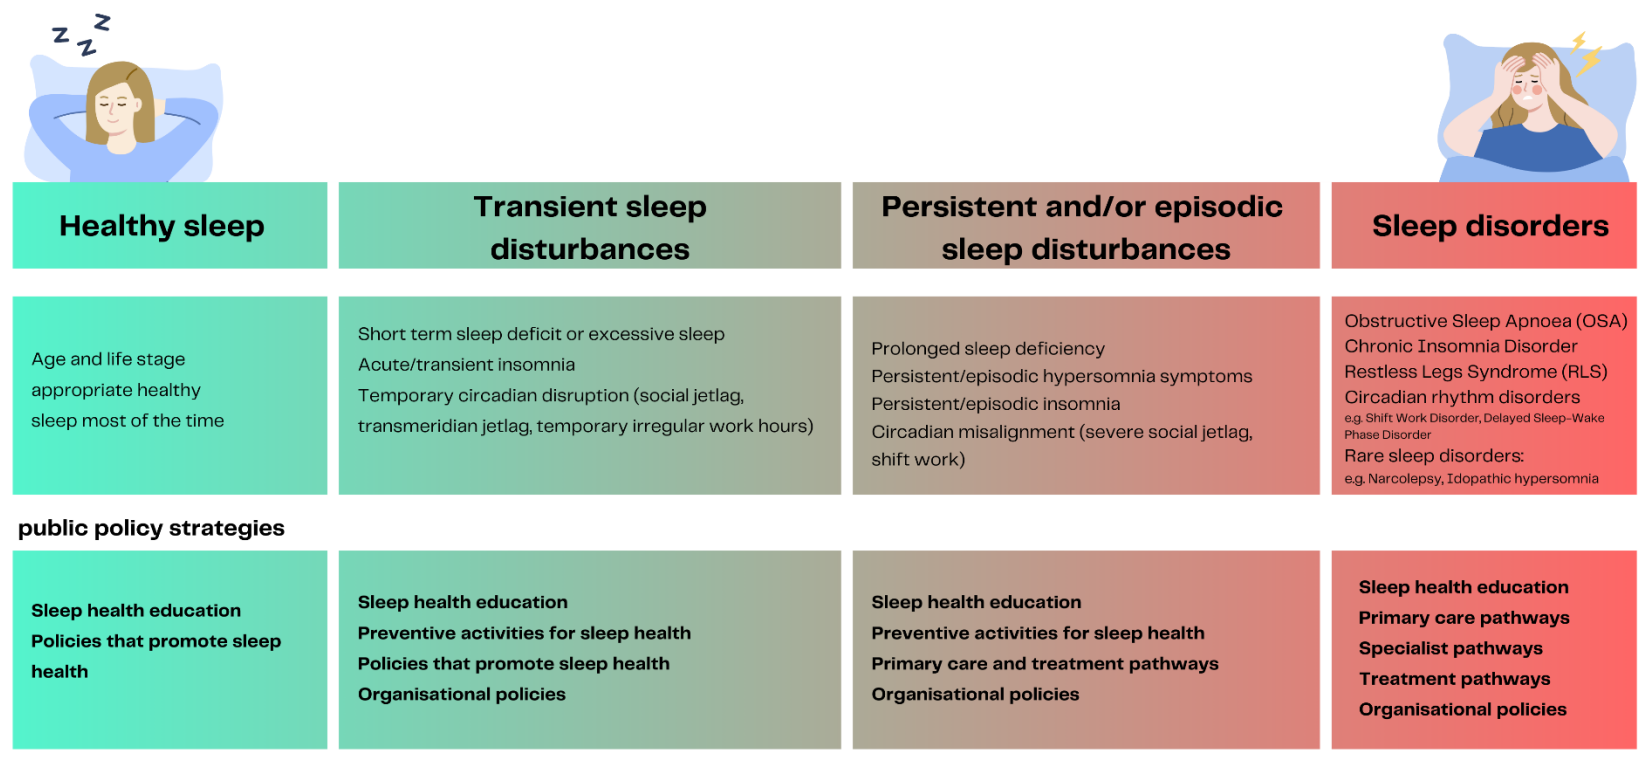 z z z
Healthy sleep
Transient sleep
disturbances
Persistent and/or episodic
sleep disturbances
Sleep disorders
Age and life stage
appropriate healthy
sleep most of the time
Short term sleep deficit or excessive sleep
Acute/transient insomnia
Temporary circadian disruption (social jetlag,
transmeridian jetlag, temporary irregular work hours)
Prolonged sleep deficiency
Persistent/episodic hypersomnia symptoms
Persistent/episodic insomnia
Circadian misalignment (severe social jetlag,
shift work)
Obstructive Sleep Apnoea (OSA)
Chronic Insomnia Disorder
Restless Legs Syndrome (RLS)
Circadian rhythm disorders
e.g. Shift Work Disorder, Delayed Sleep-Wake
Phase Disorder
Rare sleep disorders:
e.g. Narcolepsy, Idopathic hypersomnia
public policy strategies
Sleep health education
Policies that promote sleep
health
Sleep health education
Preventive activities for sleep health
Policies that promote sleep health
Organisational policies
Sleep health education
Preventive activities for sleep health
Primary care and treatment pathways
Organisational policies
Sleep health education
Primary care pathways
Specialist pathways
Treatment pathways
Organisational policies